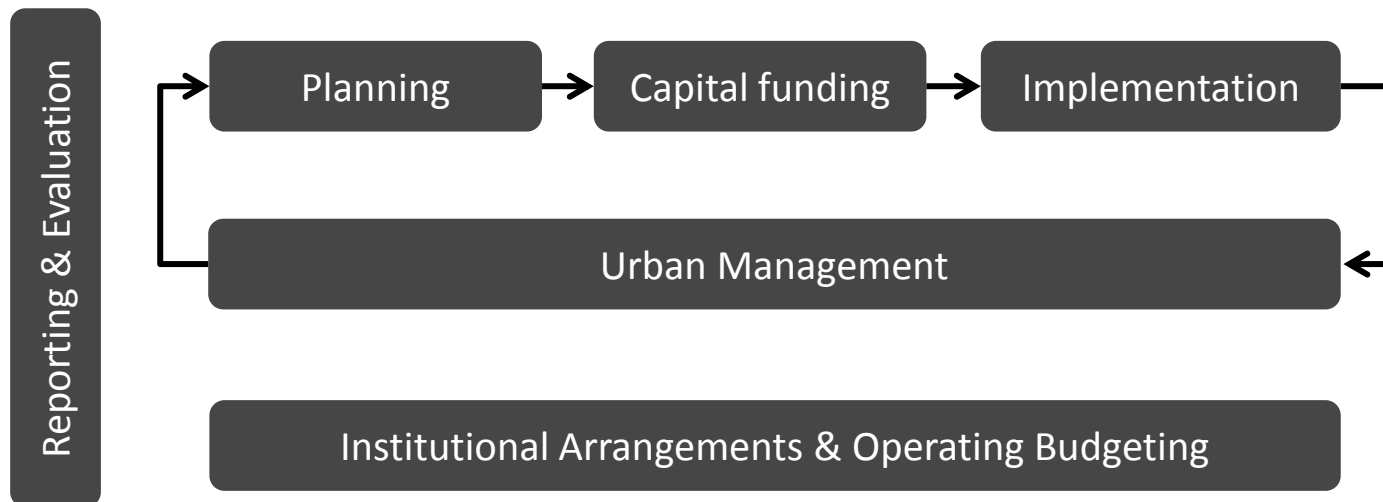 Reporting & Evaluation
Planning
Capital funding
Implementation
Urban Management
Institutional Arrangements & Operating Budgeting